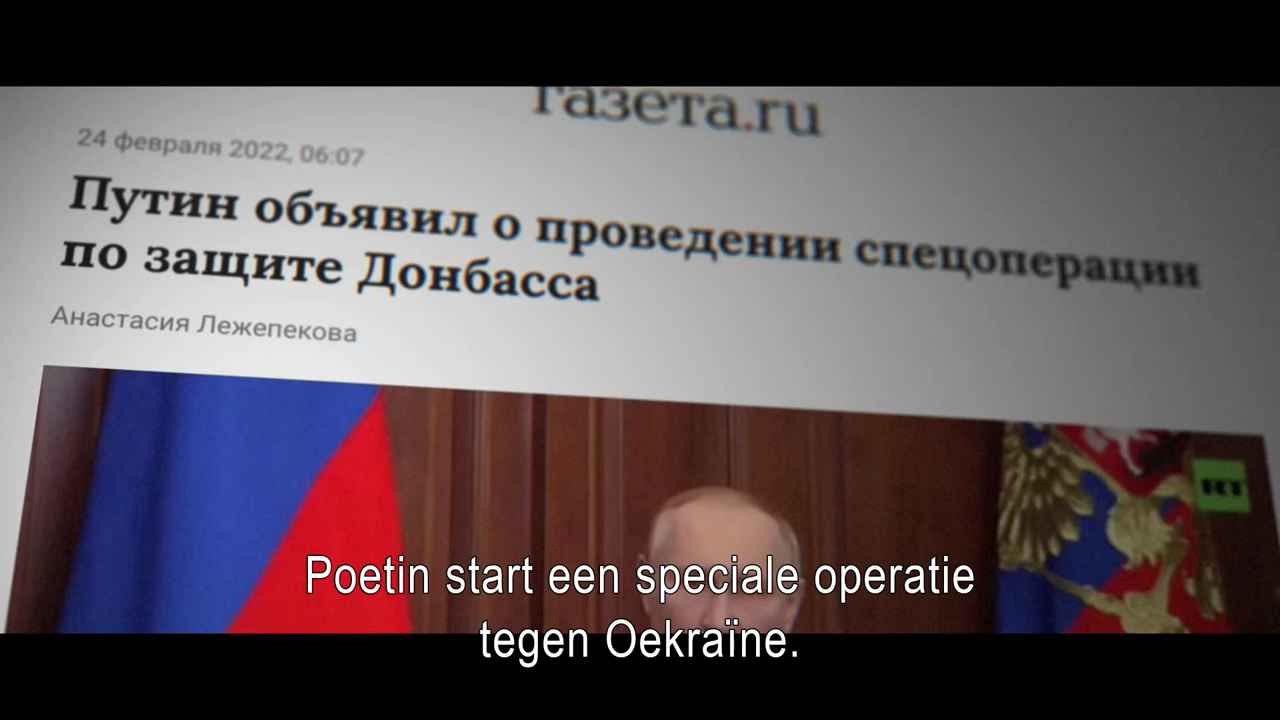 газета.ru
24 февраля 2022, 06:07
Путин объявил о проведении спецоперации
по защите Донбасса
Анастасия Лежепекова
RT
Poetin start een speciale operatie
tegen Oekraïne.